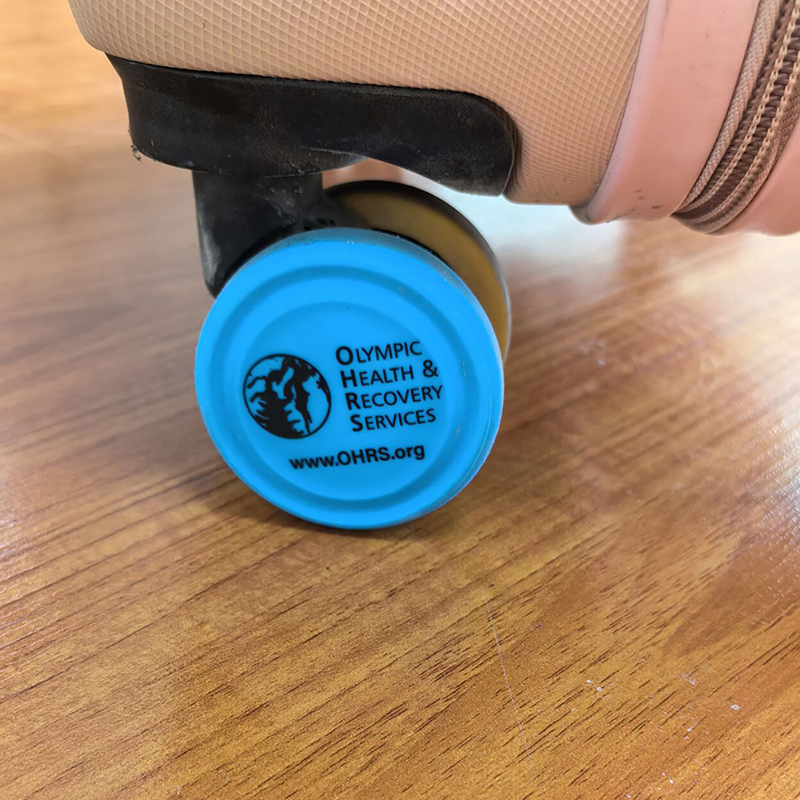 OLYMPIC
HEALTH &
RECOVERY
SERVICES
www.OHRS.org